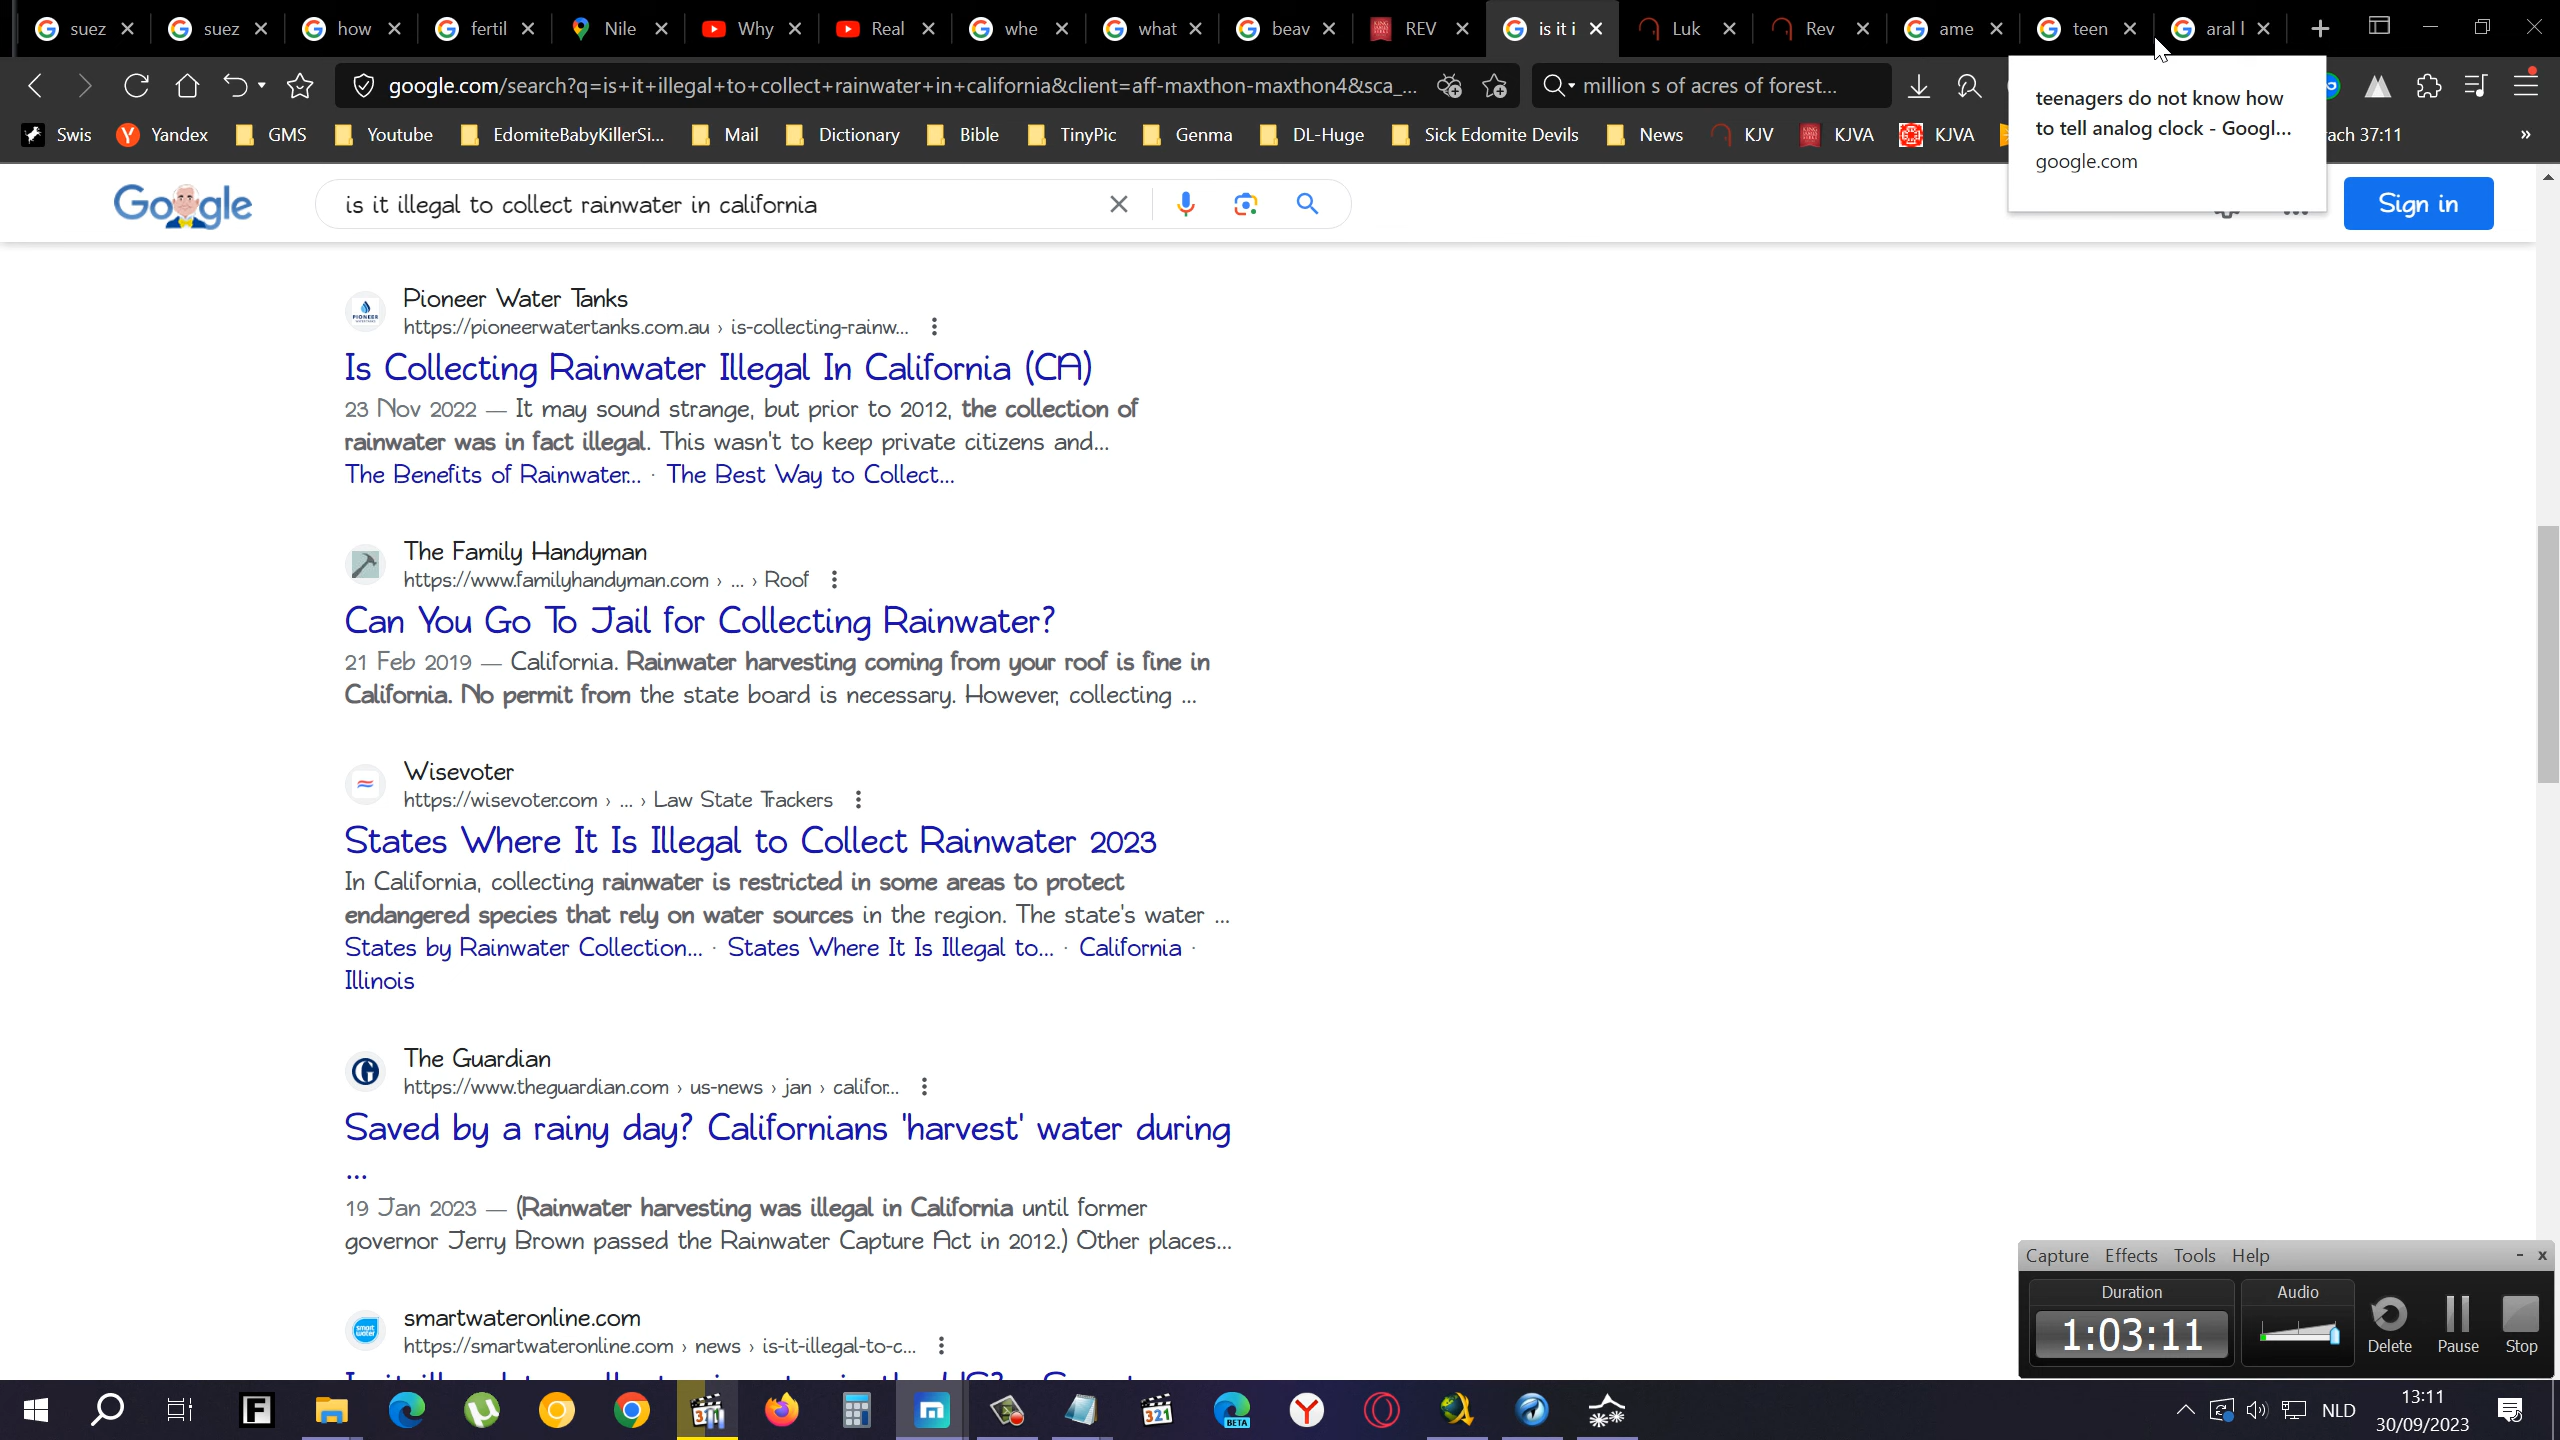 suez suez how fertil Nile Why Real whe what beav REV is it i Luk Rev ame teen aral l
google.com/search?q=is+it+illegal+to+collect+rainwater+in+california&client=aff-maxthon-maxthon4&sca_... million s of acres of forest...
Swis Yandex GMS Youtube EdomiteBabyKillerSi... Mail Dictionary Bible TinyPic Genma DL-Huge Sick Edomite Devils News KJV KJVA KJVA ach 37:11 »
teenagers do not know how
to tell analog clock - Googl...
google.com
Google is it illegal to collect rainwater in california Sign in
Pioneer Water Tanks
https://pioneerwatertanks.com.au › is-collecting-rainw...
Is Collecting Rainwater Illegal In California (CA)
23 Nov 2022 — It may sound strange, but prior to 2012, the collection of
rainwater was in fact illegal. This wasn't to keep private citizens and...
The Benefits of Rainwater... · The Best Way to Collect...
The Family Handyman
https://www.familyhandyman.com › ... › Roof
Can You Go To Jail for Collecting Rainwater?
21 Feb 2019 — California. Rainwater harvesting coming from your roof is fine in
California. No permit from the state board is necessary. However, collecting ...
Wisevoter
https://wisevoter.com › ... › Law State Trackers
States Where It Is Illegal to Collect Rainwater 2023
In California, collecting rainwater is restricted in some areas to protect
endangered species that rely on water sources in the region. The state's water ...
States by Rainwater Collection... · States Where It Is Illegal to... · California ·
Illinois
The Guardian
https://www.theguardian.com › us-news › jan › califor...
Saved by a rainy day? Californians 'harvest' water during
...
19 Jan 2023 — (Rainwater harvesting was illegal in California until former
governor Jerry Brown passed the Rainwater Capture Act in 2012.) Other places...
smartwateronline.com
https://smartwateronline.com › news › is-it-illegal-to-c...
Capture Effects Tools Help - x
Duration Audio
1:03:11
Delete Pause Stop
NLD
13:11
30/09/2023